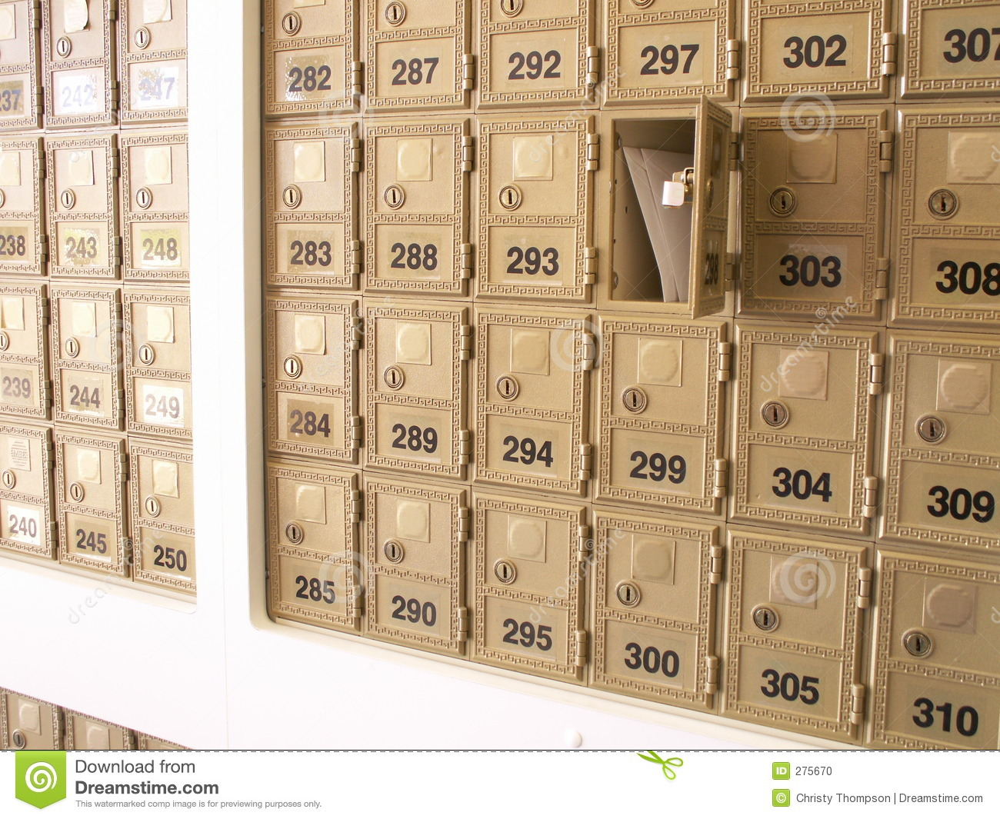 237 242 247 282 287 292 297 302 307
238 243 248 283 288 293 298 303 308
239 244 249 284 289 294 299 304 309
240 245 250 285 290 295 300 305 310
Download from
Dreamstime.com
This watermarked comp image is for previewing purposes only.
ID 275670
© Christy Thompson | Dreamstime.com